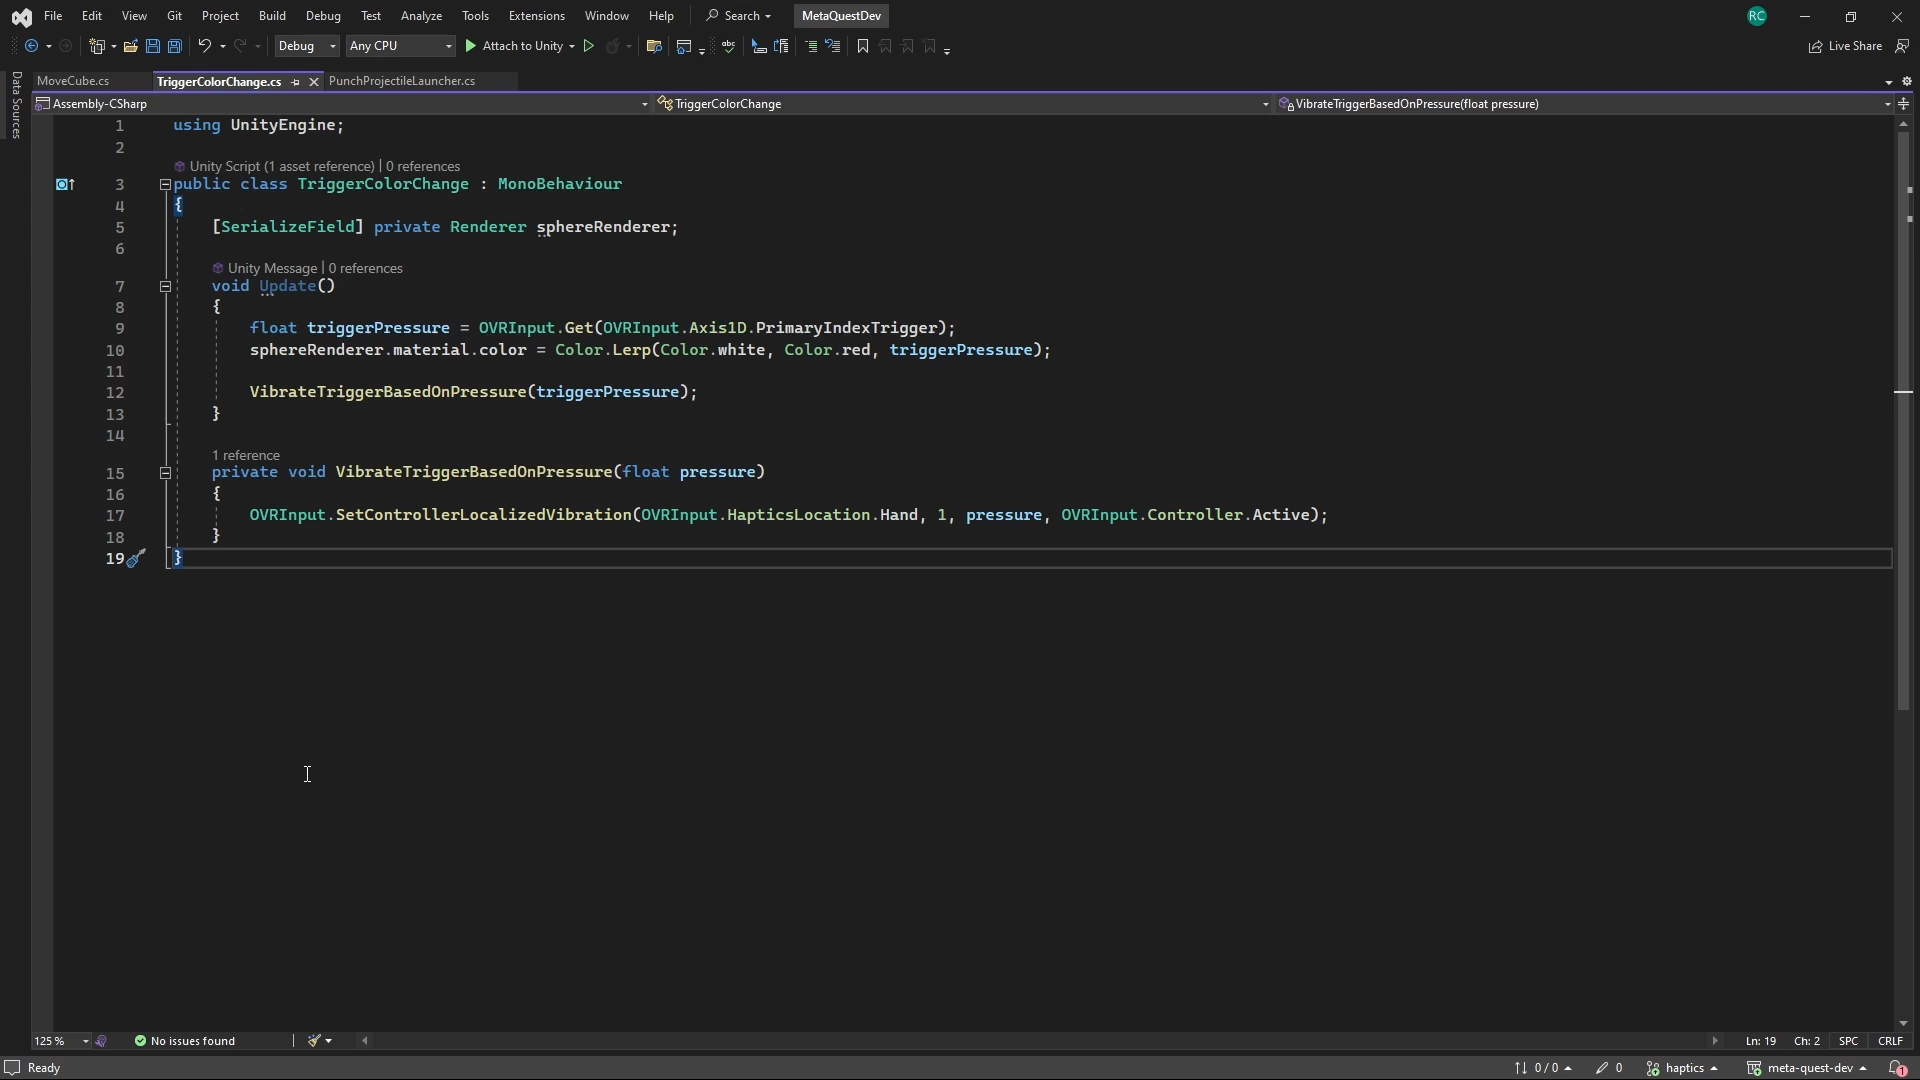 File Edit View Git Project Build Debug Test Analyze Tools Extensions Window Help Search MetaQuestDev RC
Debug Any CPU Attach to Unity abc Live Share
MoveCube.cs TriggerColorChange.cs PunchProjectileLauncher.cs
Data Sources
Assembly-CSharp TriggerColorChange VibrateTriggerBasedOnPressure(float pressure)
1 using UnityEngine;
2
Unity Script (1 asset reference) | 0 references
3 public class TriggerColorChange : MonoBehaviour
4 {
5 [SerializeField] private Renderer sphereRenderer;
6
Unity Message | 0 references
7 void Update()
8 {
9 float triggerPressure = OVRInput.Get(OVRInput.Axis1D.PrimaryIndexTrigger);
10 sphereRenderer.material.color = Color.Lerp(Color.white, Color.red, triggerPressure);
11
12 VibrateTriggerBasedOnPressure(triggerPressure);
13 }
14
1 reference
15 private void VibrateTriggerBasedOnPressure(float pressure)
16 {
17 OVRInput.SetControllerLocalizedVibration(OVRInput.HapticsLocation.Hand, 1, pressure, OVRInput.Controller.Active);
18 }
19 }
125 % No issues found Ln: 19 Ch: 2 SPC CRLF
Ready 0 / 0 0 haptics meta-quest-dev 1